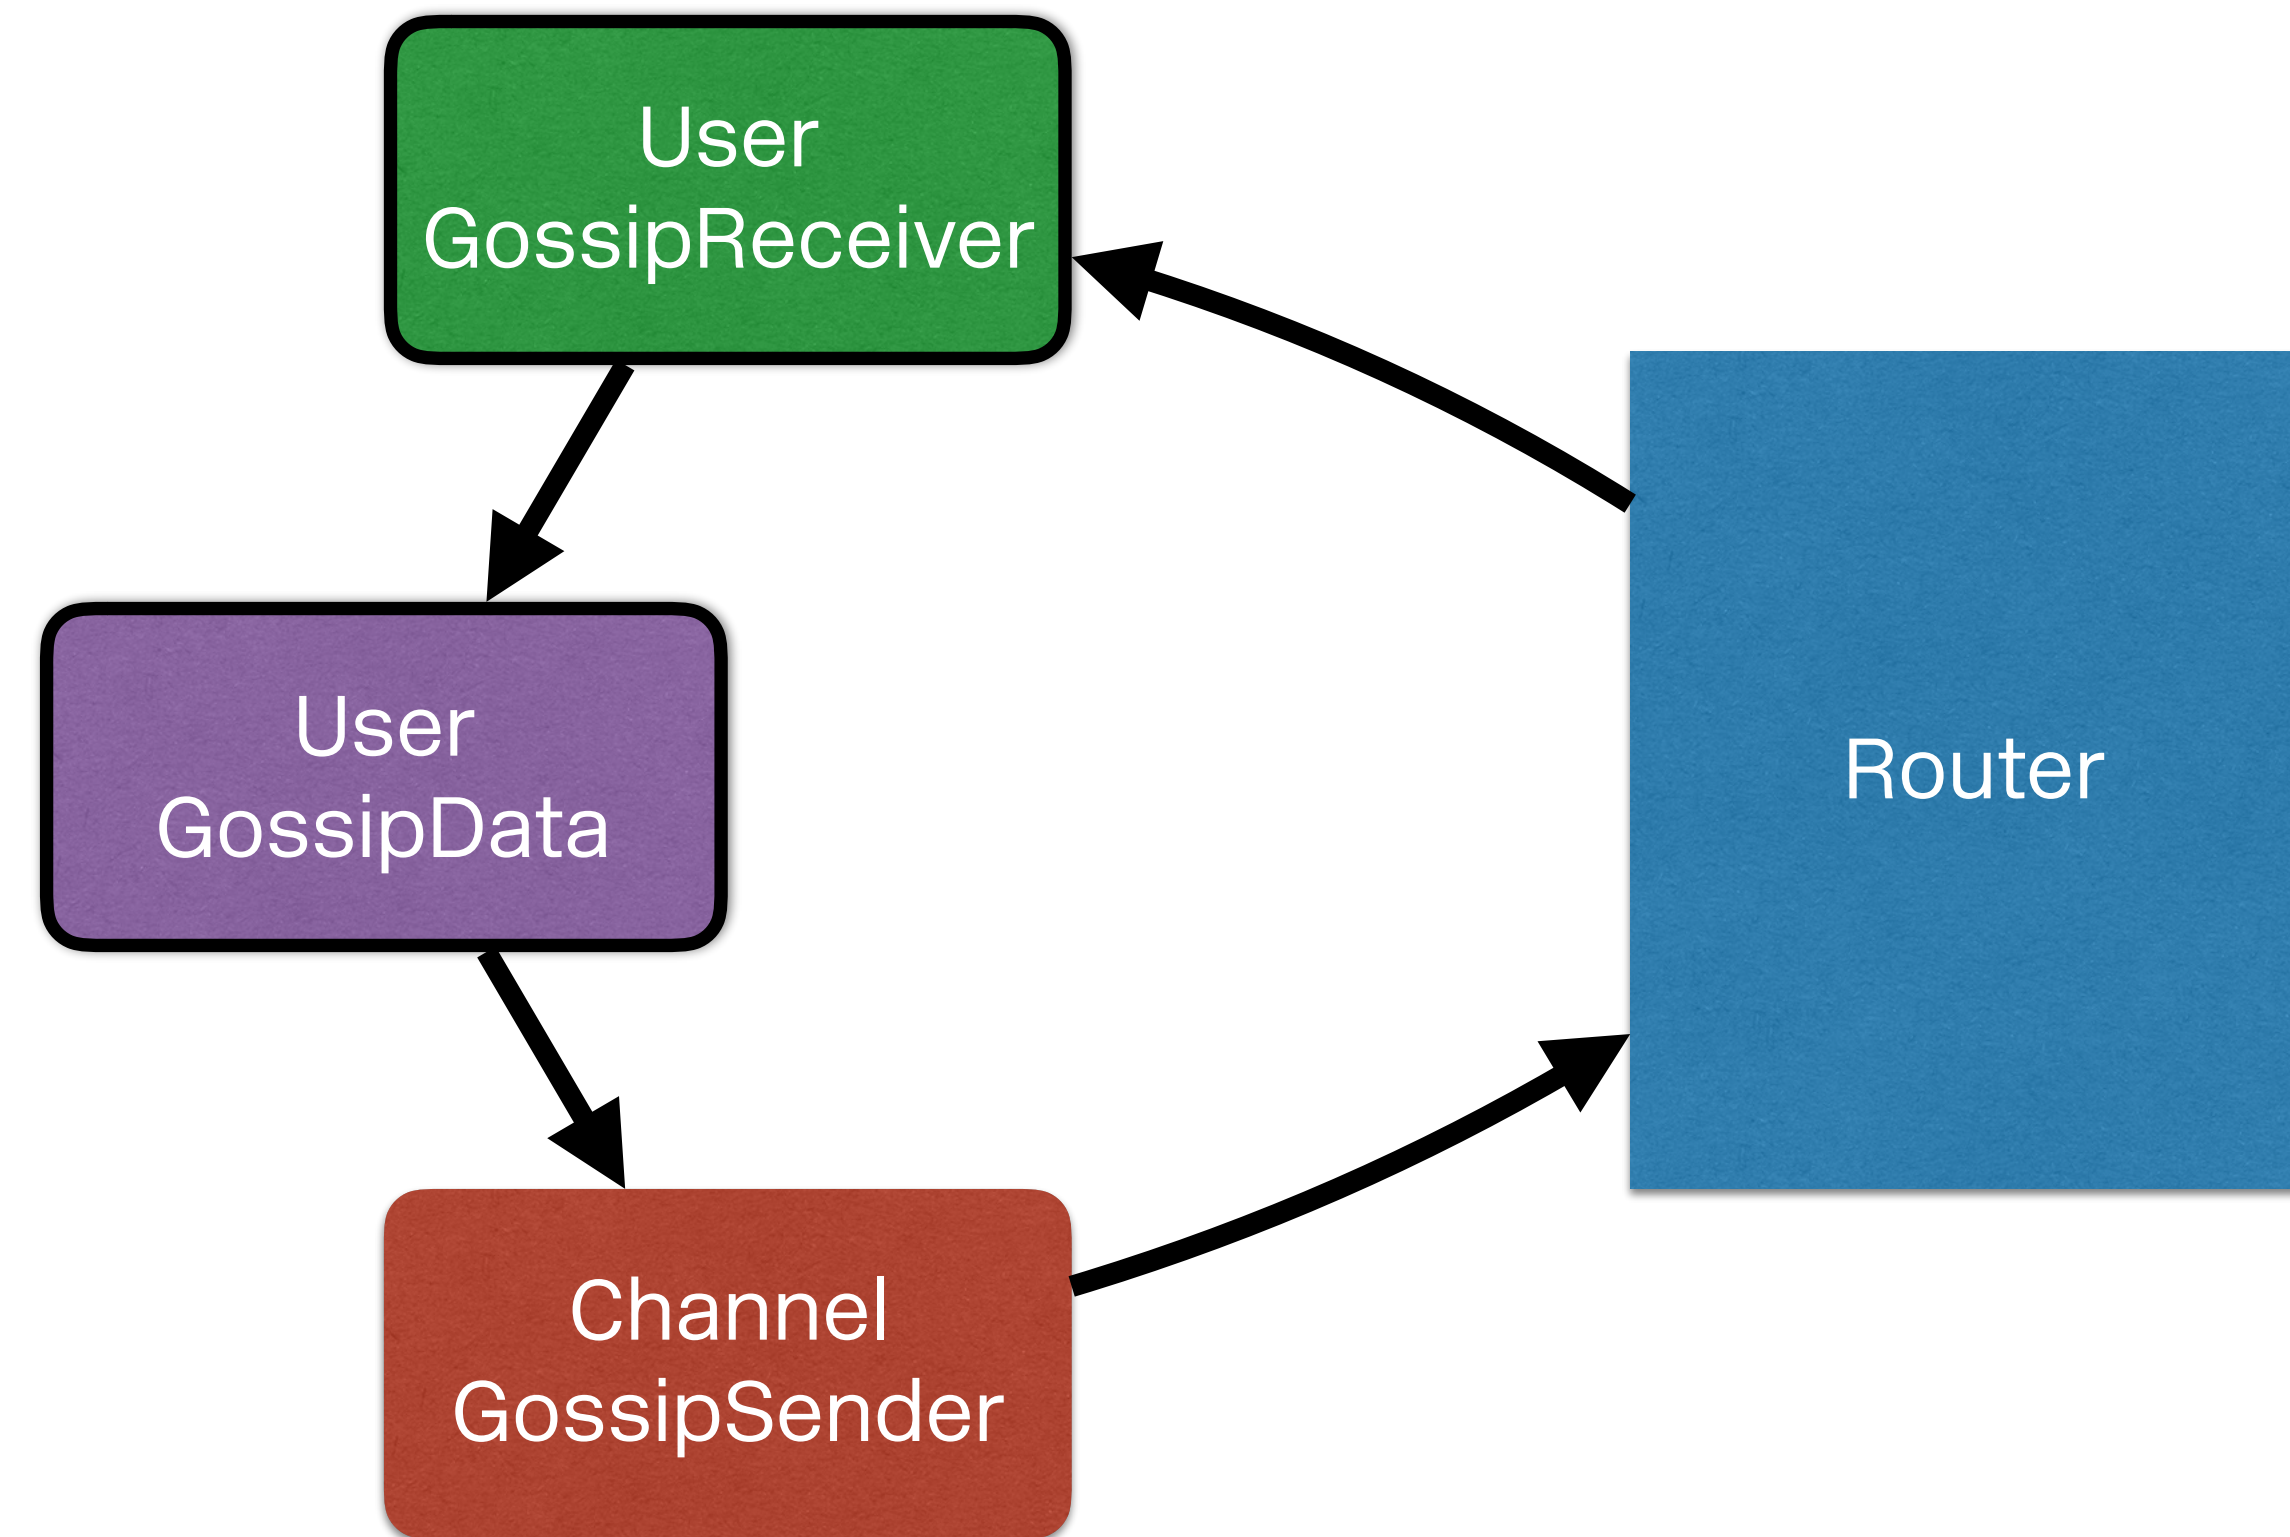 User
GossipReceiver
User
GossipData
Router
Channel
GossipSender